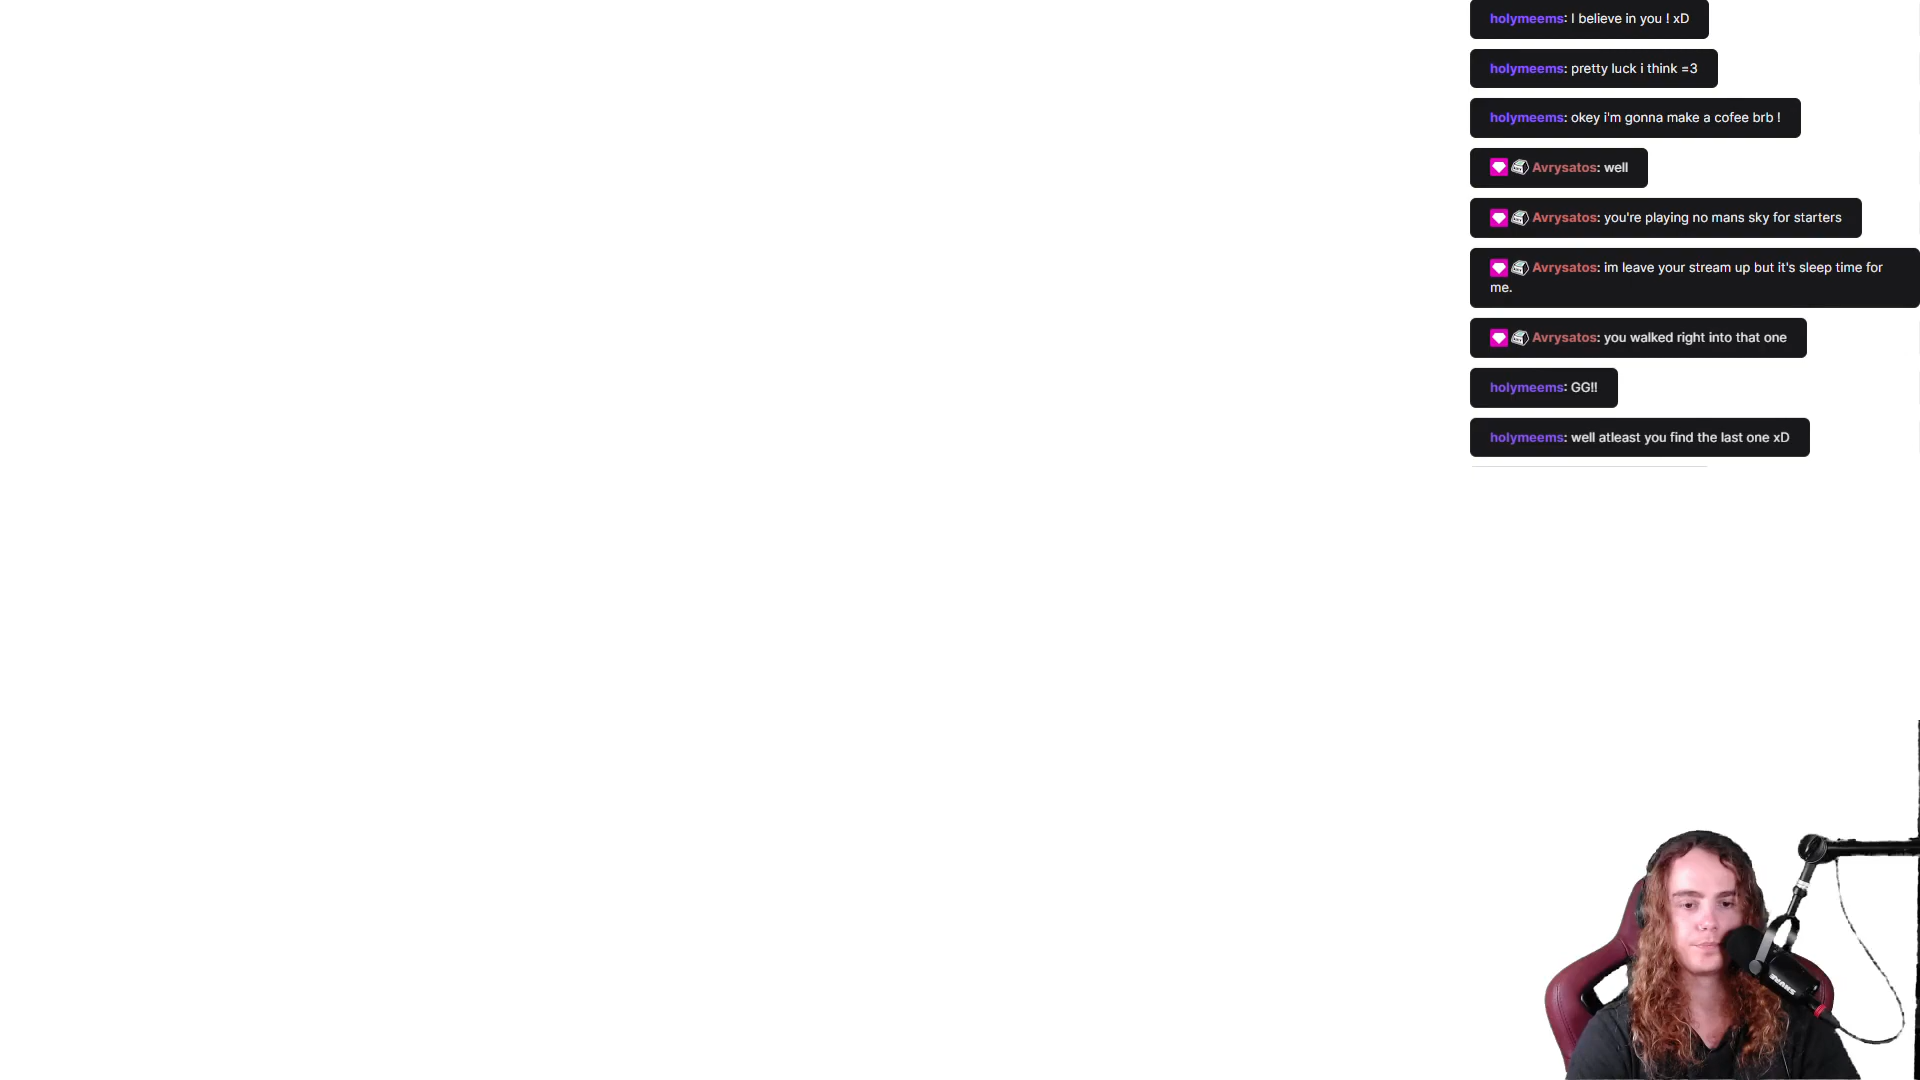 holymeems: I believe in you ! xD
holymeems: pretty luck i think =3
holymeems: okey i'm gonna make a cofee brb !
Avrysatos: well
Avrysatos: you're playing no mans sky for starters
Avrysatos: im leave your stream up but it's sleep time for
me.
Avrysatos: you walked right into that one
holymeems: GG!!
holymeems: well atleast you find the last one xD